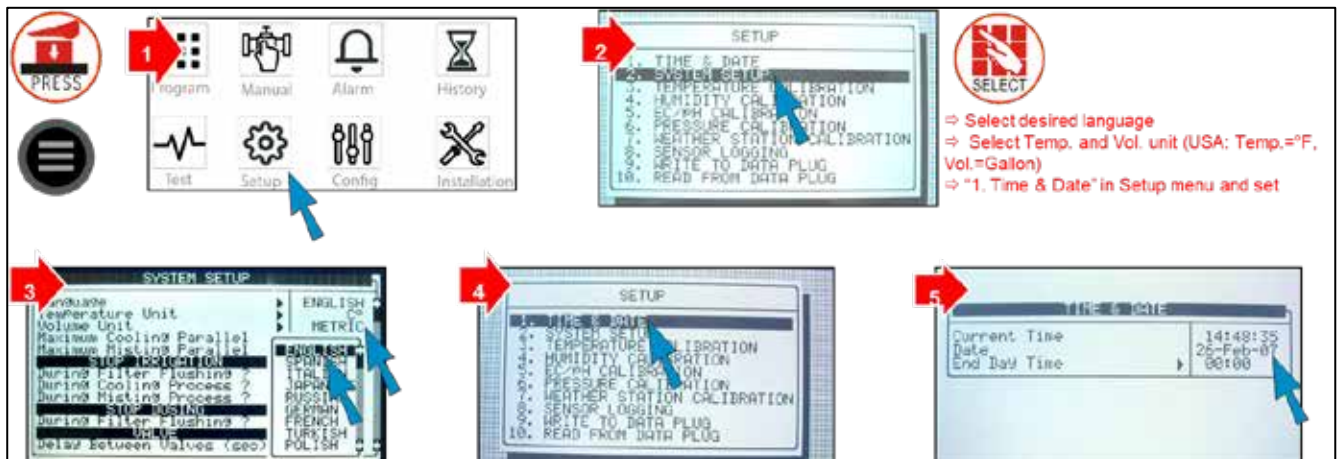 PRESS
1
Program
Manual
Alarm
History
Test
Setup
Config
Installation
2
SETUP
1. TIME & DATE
2. SYSTEM SETUP
3. TEMPERATURE CALIBRATION
4. HUMIDITY CALIBRATION
5. EC/PH CALIBRATION
6. PRESSURE CALIBRATION
7. WEATHER STATION CALIBRATION
8. SENSOR LOGGING
9. WRITE TO DATA PLUG
10. READ FROM DATA PLUG
SELECT
⇨ Select desired language
⇨ Select Temp. and Vol. unit (USA: Temp.=°F,
Vol.=Gallon)
⇨ "1. Time & Date" in Setup menu and set
3
SYSTEM SETUP
Language ENGLISH
Temperature Unit C°
Volume Unit METRIC
Maximum Cooling Parallel
Maximum Misting Parallel
STOP IRRIGATION
During Filter Flushing ?
During Cooling Process ?
During Misting Process ?
STOP DOSING
During Filter Flushing ?
VALVE
Delay Between Valves (sec)
ENGLISH
SPANISH
ITALIAN
JAPANESE
RUSSIAN
GERMAN
FRENCH
TURKISH
POLISH
4
SETUP
1. TIME & DATE
2. SYSTEM SETUP
3. TEMPERATURE CALIBRATION
4. HUMIDITY CALIBRATION
5. EC/PH CALIBRATION
6. PRESSURE CALIBRATION
7. WEATHER STATION CALIBRATION
8. SENSOR LOGGING
9. WRITE TO DATA PLUG
10. READ FROM DATA PLUG
5
TIME & DATE
Current Time 14:48:35
Date 26-Feb-07
End Day Time 00:00